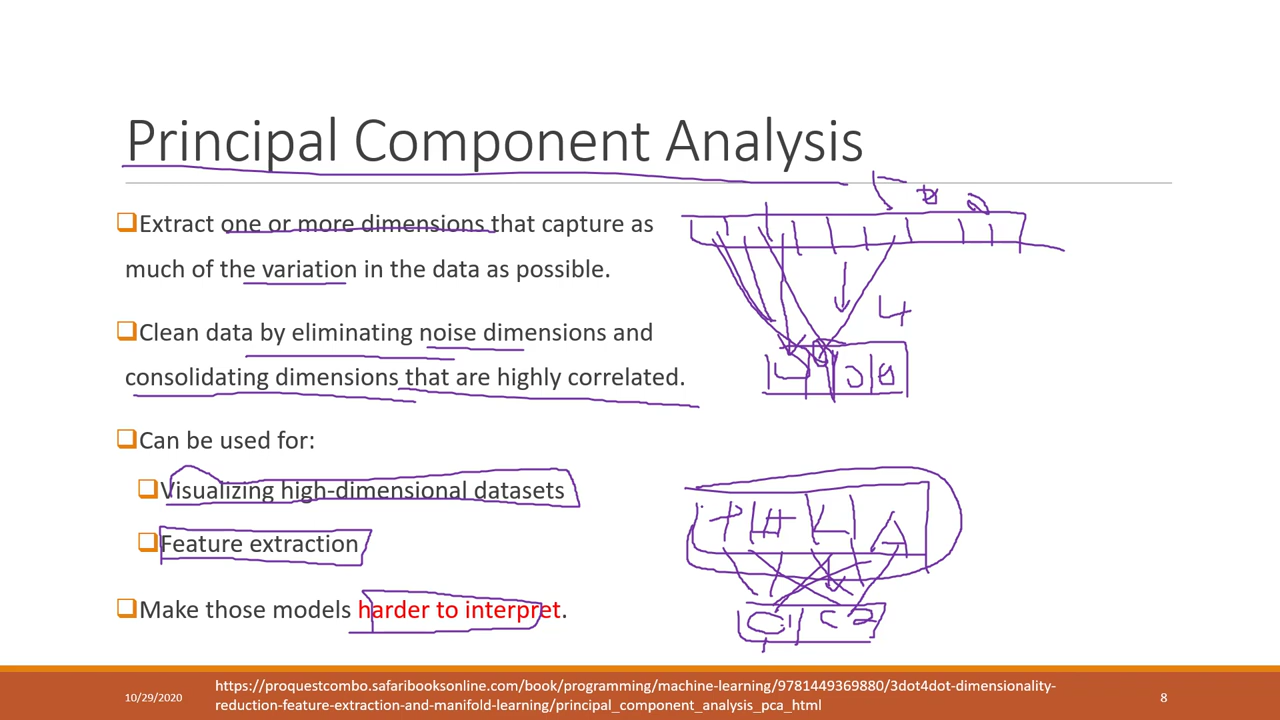 Principal Component Analysis
Extract one or more dimensions that capture as
much of the variation in the data as possible.
4
Clean data by eliminating noise dimensions and
consolidating dimensions that are highly correlated.
Can be used for:
Visualizing high-dimensional datasets
H L A
Feature extraction
Make those models harder to interpret.
C1 C2
10/29/2020
https://proquestcombo.safaribooksonline.com/book/programming/machine-learning/9781449369880/3dot4dot-dimensionality-
reduction-feature-extraction-and-manifold-learning/principal_component_analysis_pca_html
8